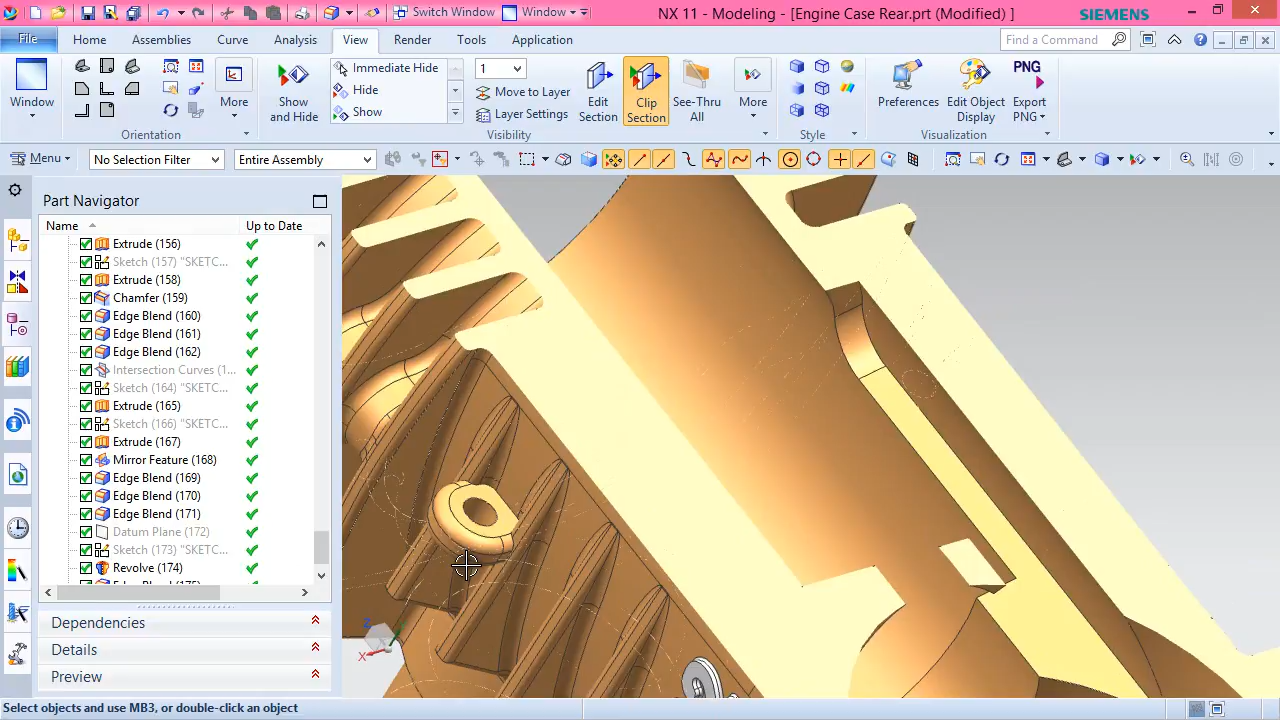 Switch Window Window NX 11 - Modeling - [Engine Case Rear.prt (Modified) ] SIEMENS
File Home Assemblies Curve Analysis View Render Tools Application Find a Command
Window More Show and Hide Immediate Hide 1 Edit Section Clip Section See-Thru All More Preferences Edit Object Display PNG Export PNG
Hide Move to Layer
Show Layer Settings
Orientation Visibility Style Visualization
Menu No Selection Filter Entire Assembly
Part Navigator
Name Up to Date
Extrude (156)
Sketch (157) "SKETC...
Extrude (158)
Chamfer (159)
Edge Blend (160)
Edge Blend (161)
Edge Blend (162)
Intersection Curves (1...
Sketch (164) "SKETC...
Extrude (165)
Sketch (166) "SKETC...
Extrude (167)
Mirror Feature (168)
Edge Blend (169)
Edge Blend (170)
Edge Blend (171)
Datum Plane (172)
Sketch (173) "SKETC...
Revolve (174)
Edge Blend (175)
Dependencies
Details
Preview
Z
X
Select objects and use MB3, or double-click an object